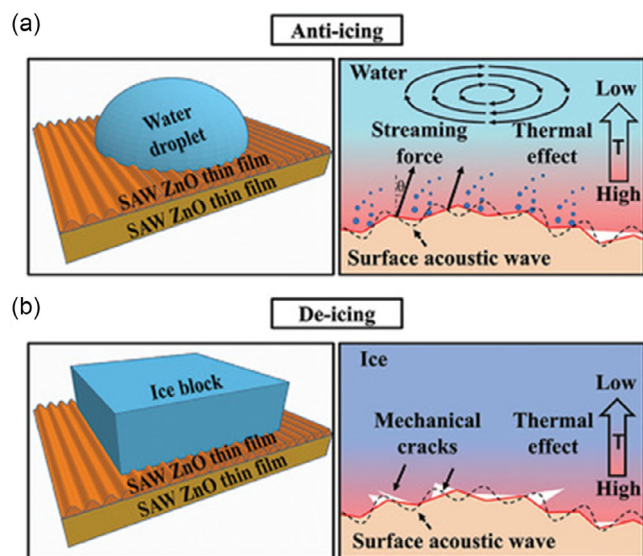 (a)
Anti-icing
Water
droplet
SAW ZnO thin film
SAW ZnO thin film
Water
Low
Streaming
force
Thermal
effect
T
θ
High
Surface acoustic wave
(b)
De-icing
Ice block
SAW ZnO thin film
SAW ZnO thin film
Ice
Low
Mechanical
cracks
Thermal
effect
T
High
Surface acoustic wave